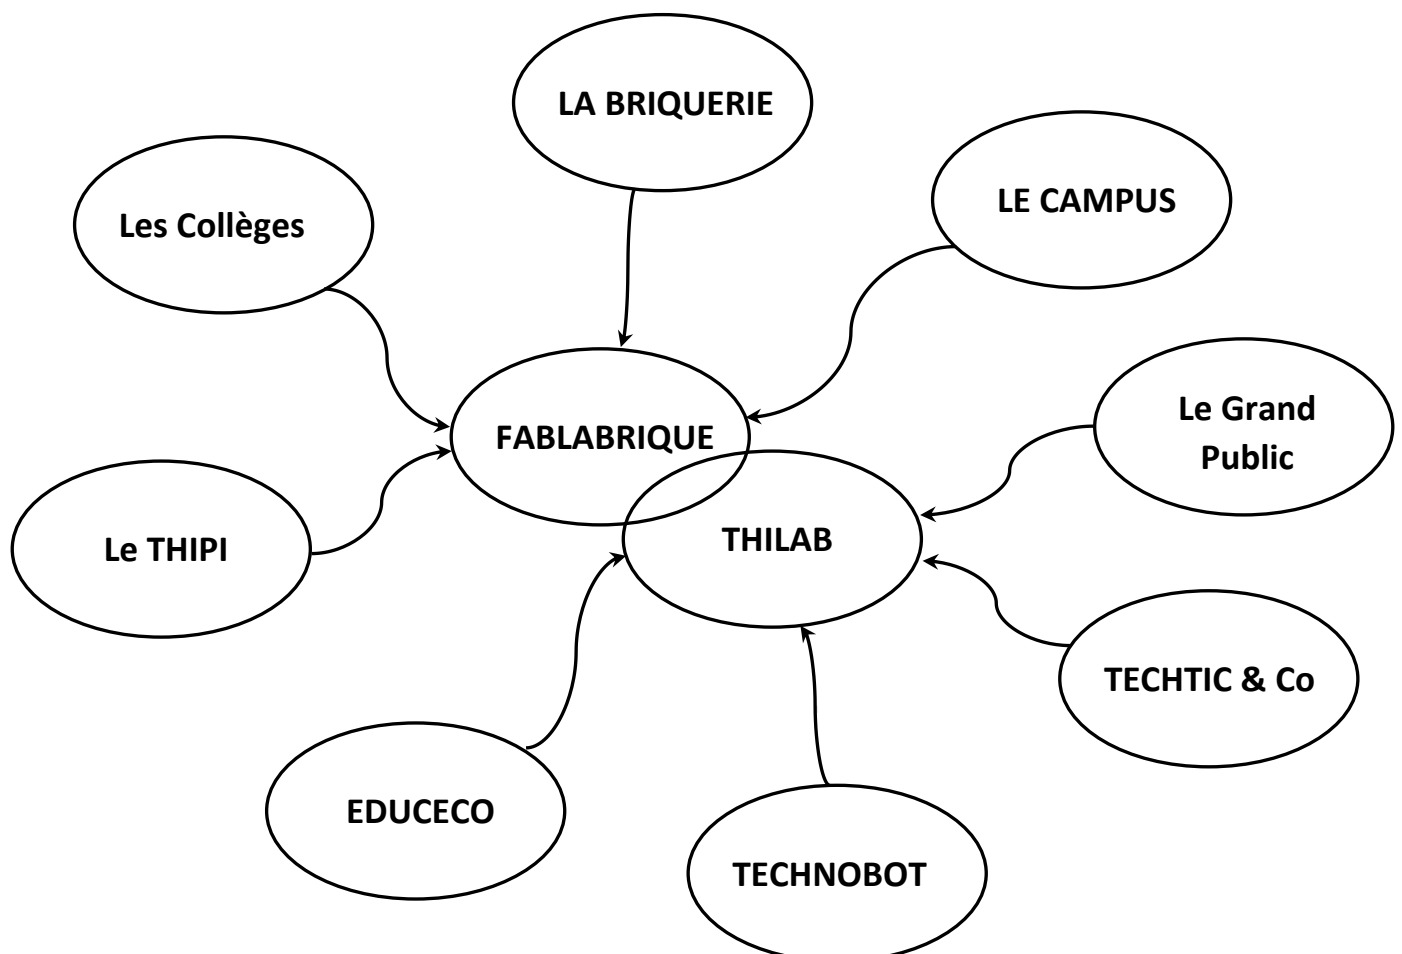 LA BRIQUERIE
LE CAMPUS
Les Collèges
Le Grand
Public
FABLABRIQUE
THILAB
Le THIPI
TECHTIC & Co
EDUCECO
TECHNOBOT